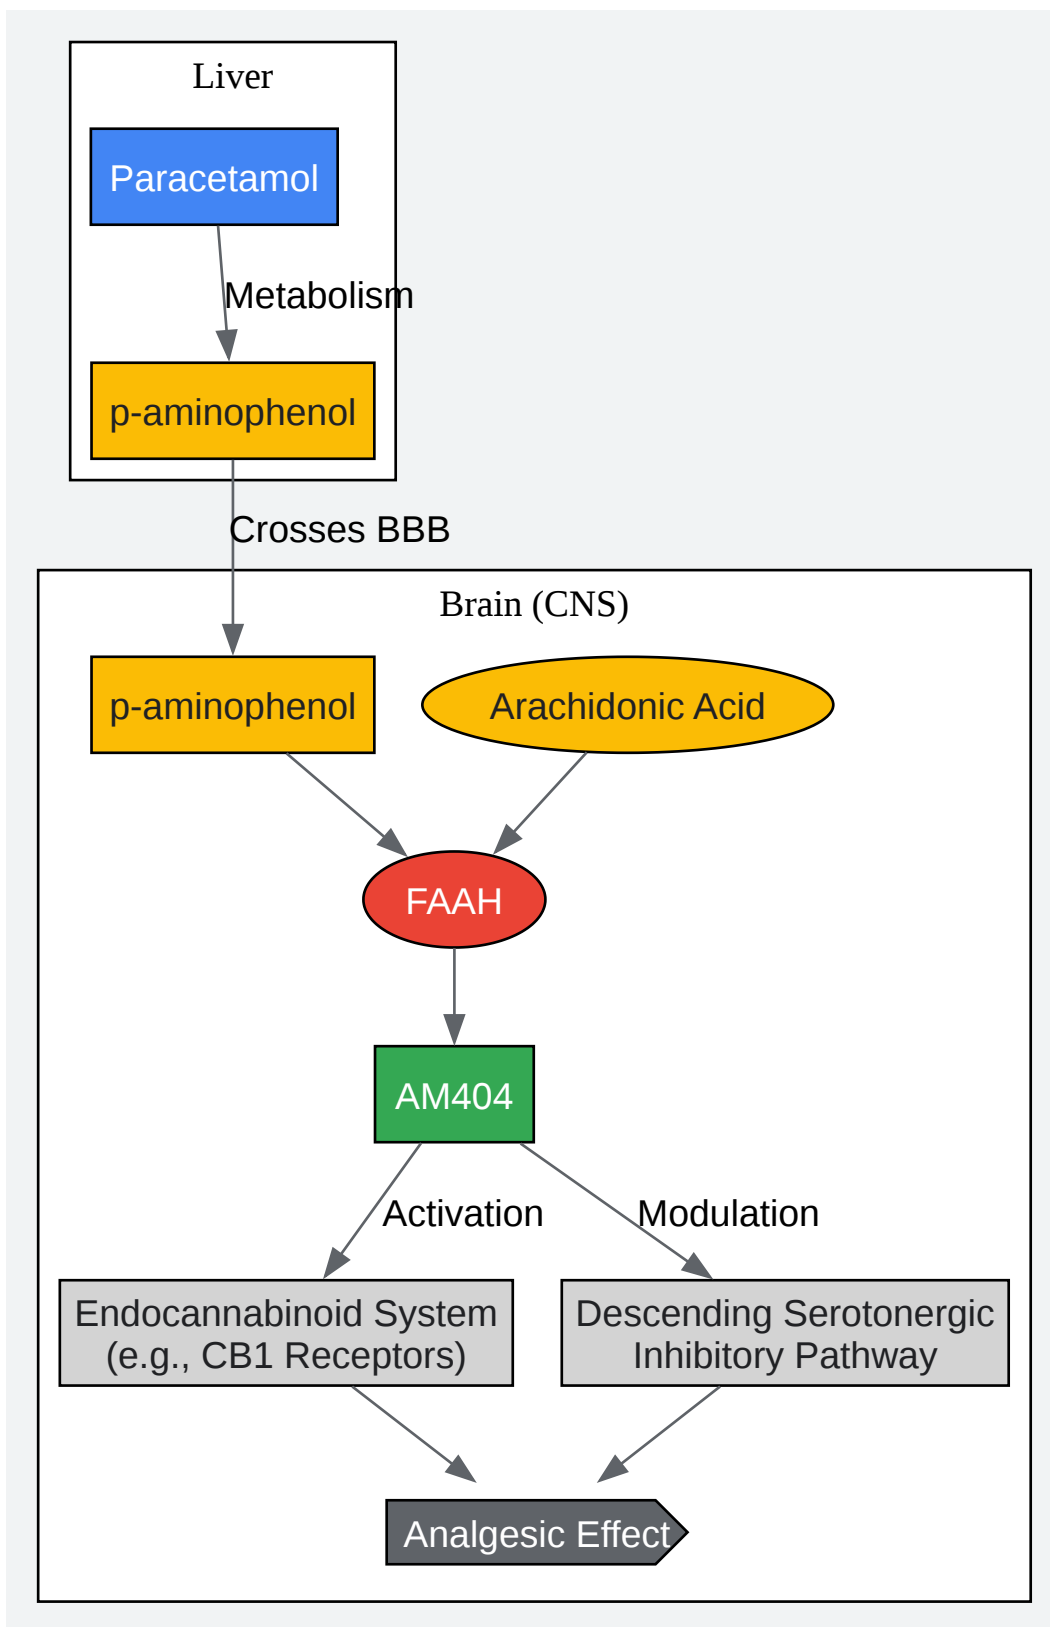 Liver
Paracetamol
Metabolism
p-aminophenol
Crosses BBB
Brain (CNS)
p-aminophenol
Arachidonic Acid
FAAH
AM404
Activation
Modulation
Endocannabinoid System
(e.g., CB1 Receptors)
Descending Serotonergic
Inhibitory Pathway
Analgesic Effect